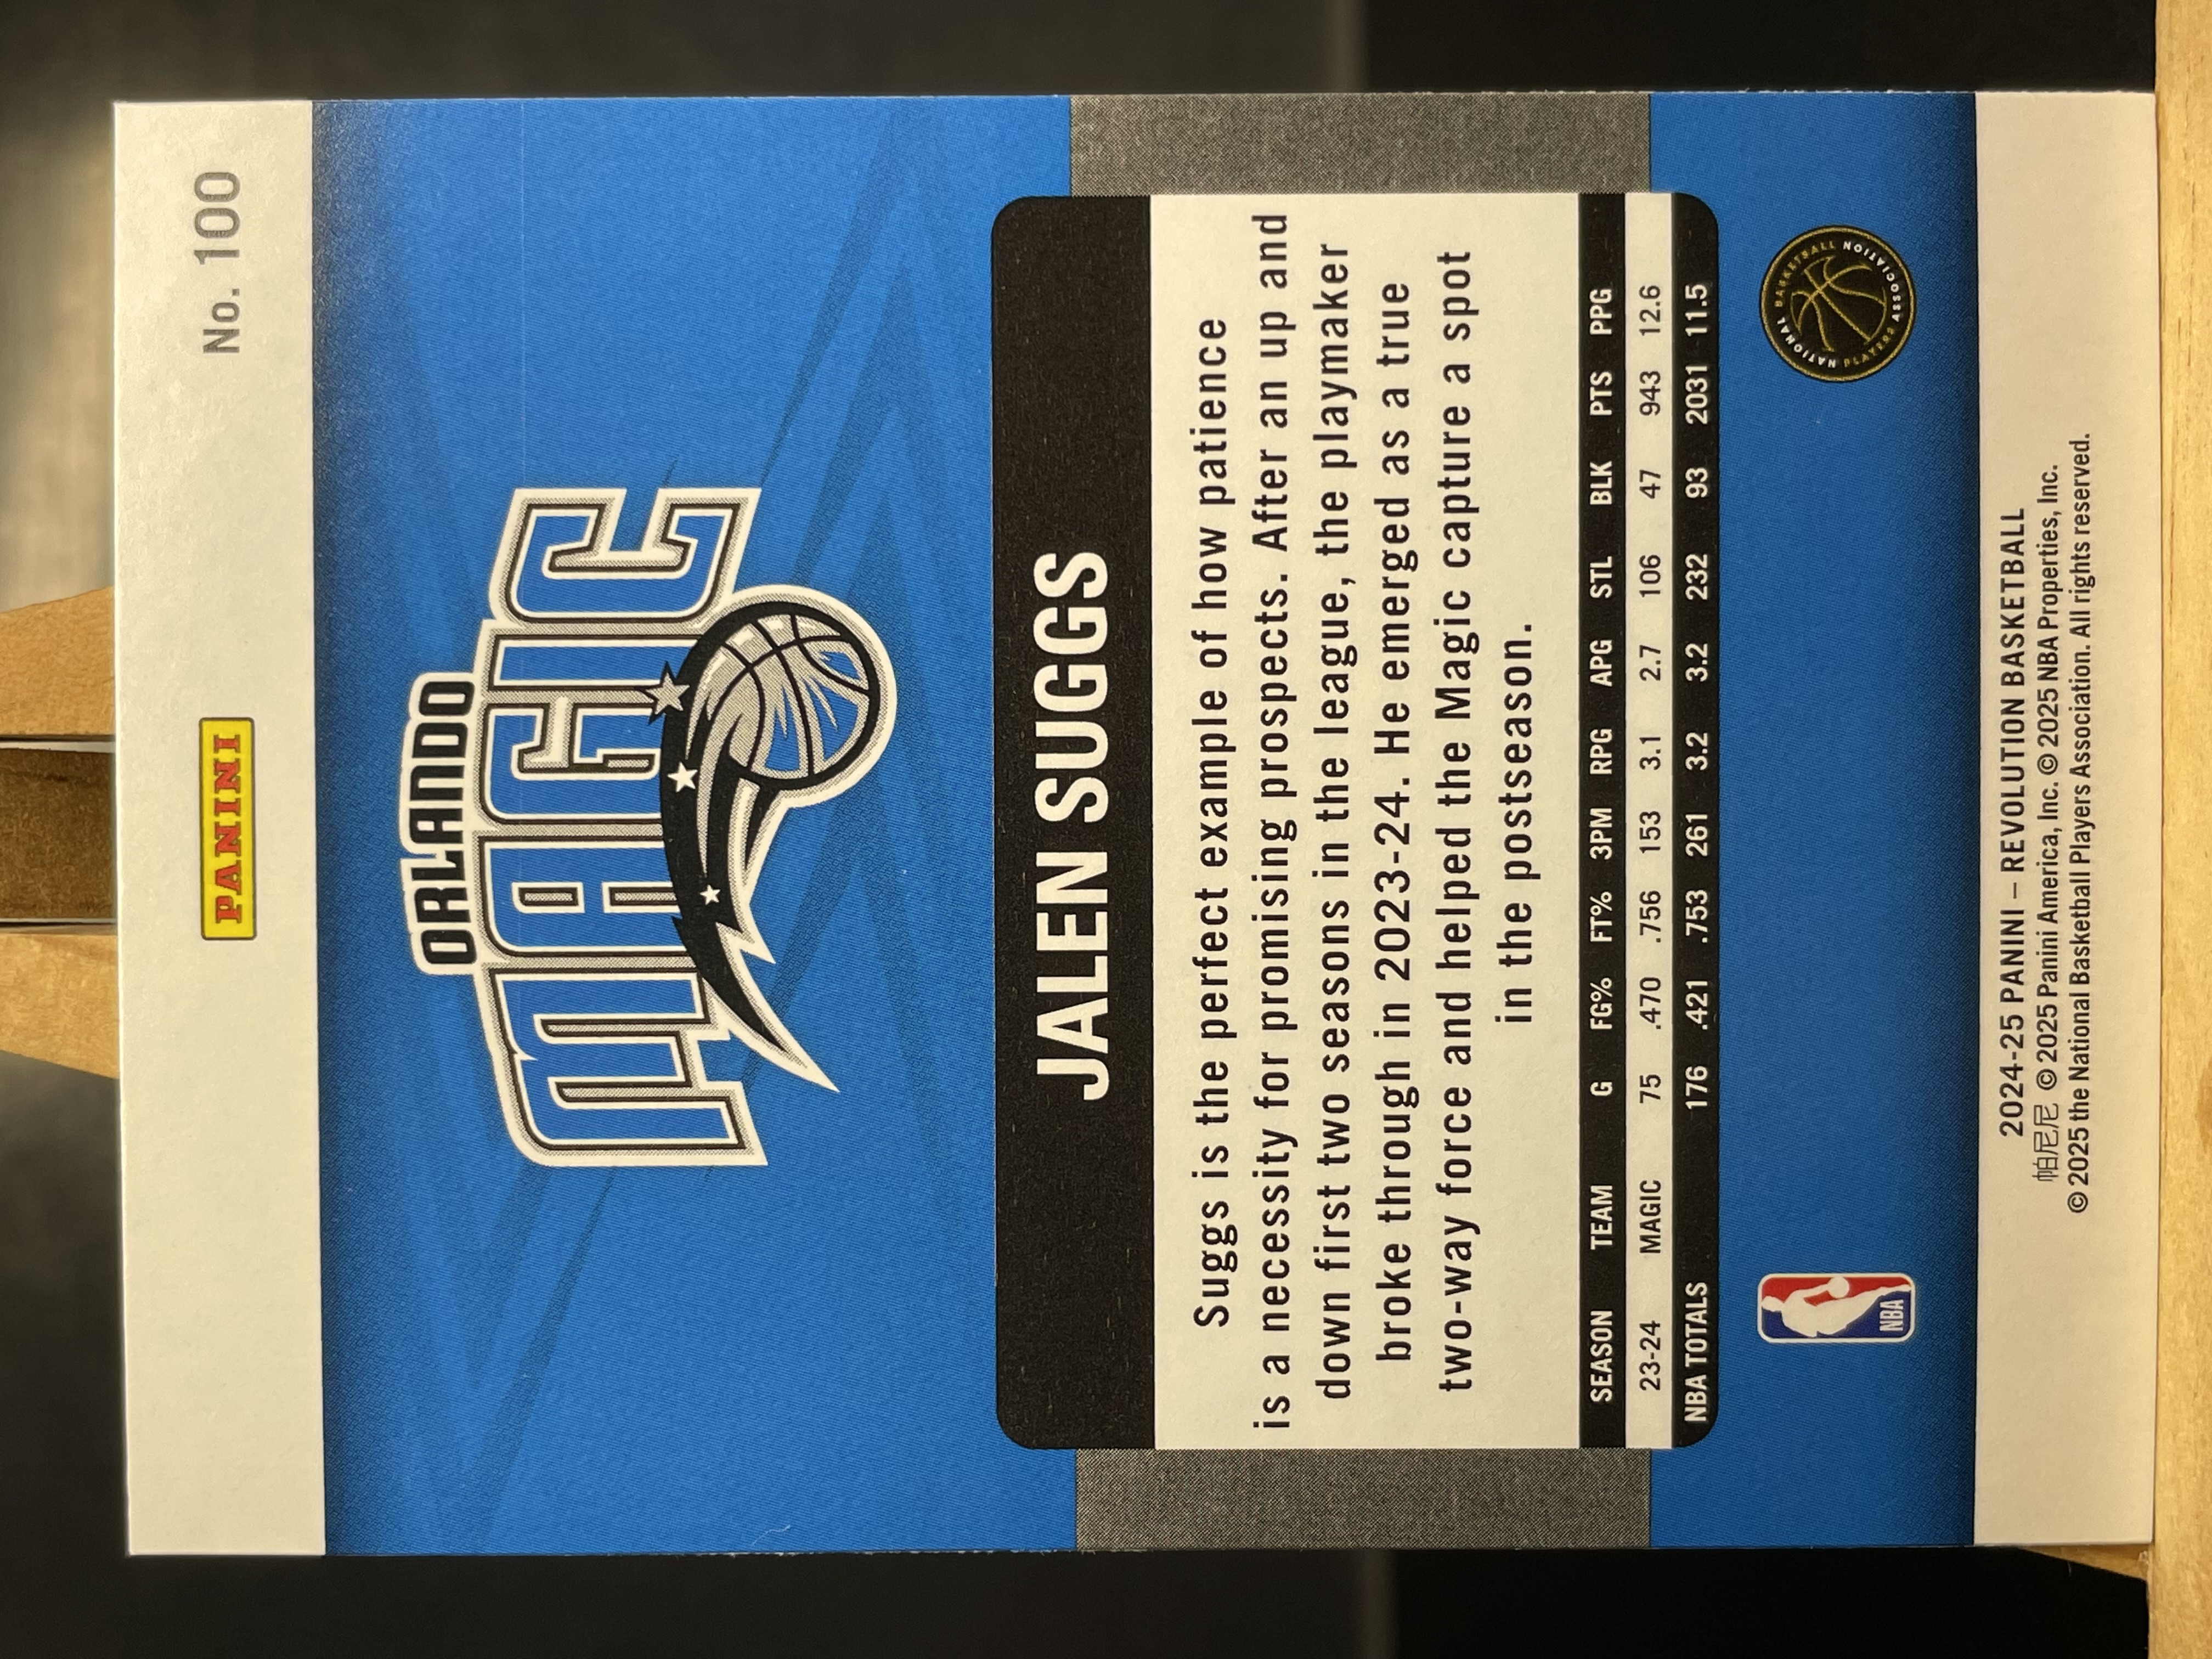 No. 100
PANINI
ORLANDO
MAGIC
JALEN SUGGS
Suggs is the perfect example of how patience
is a necessity for promising prospects. After an up and
down first two seasons in the league, the playmaker
broke through in 2023-24. He emerged as a true
two-way force and helped the Magic capture a spot
in the postseason.
SEASON TEAM G FG% FT% 3PM RPG APG STL BLK PTS PPG
23-24 MAGIC 75 .470 .756 153 3.1 2.7 106 47 943 12.6
NBA TOTALS 176 .421 .753 261 3.2 3.2 232 93 2031 11.5
NBA
NATIONAL BASKETBALL PLAYERS ASSOCIATION
2024-25 PANINI – REVOLUTION BASKETBALL
帕尼尼 © 2025 Panini America, Inc. © 2025 NBA Properties, Inc.
© 2025 the National Basketball Players Association. All rights reserved.